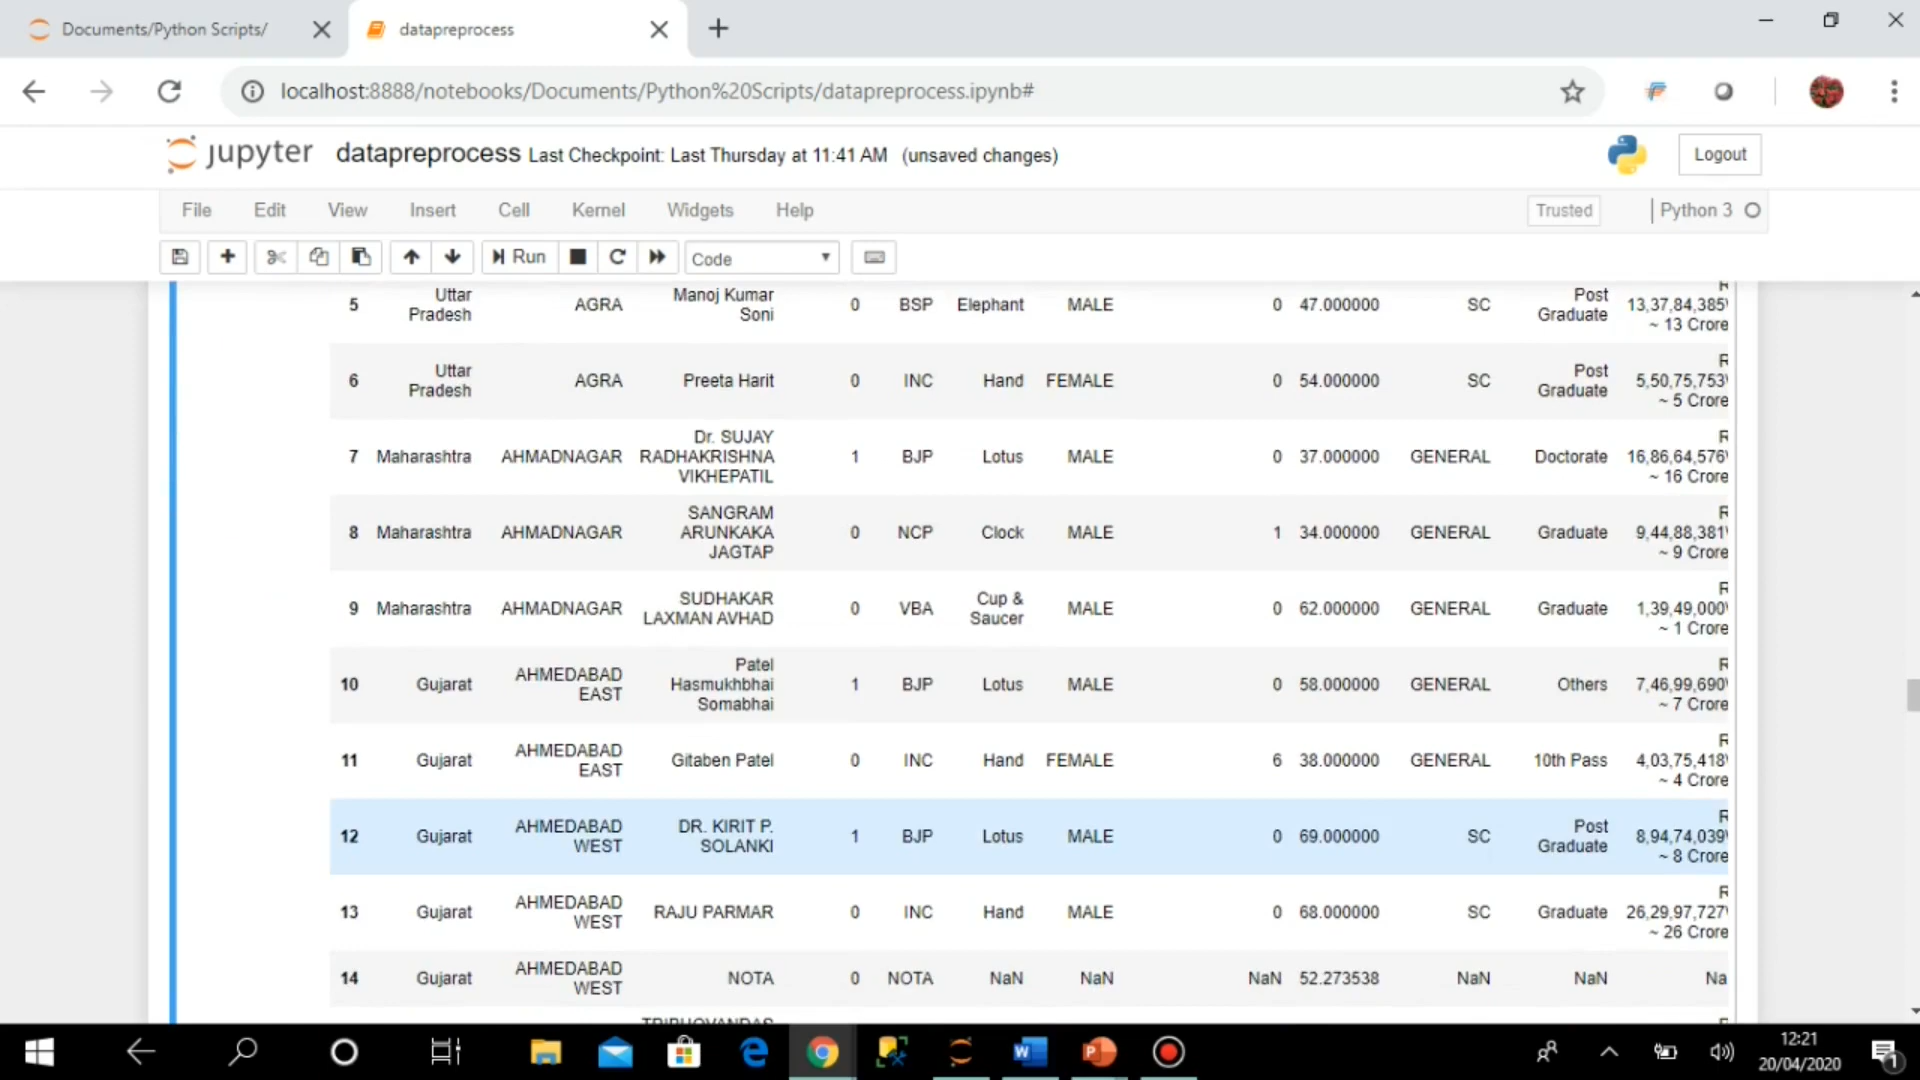 Documents/Python Scripts/
datapreprocess
localhost:8888/notebooks/Documents/Python%20Scripts/datapreprocess.ipynb#
jupyter datapreprocess Last Checkpoint: Last Thursday at 11:41 AM (unsaved changes) Logout
File Edit View Insert Cell Kernel Widgets Help Trusted Python 3
Run Code
5 Uttar Pradesh AGRA Manoj Kumar Soni 0 BSP Elephant MALE 0 47.000000 SC Post Graduate R 13,37,84,385\ ~ 13 Crore
6 Uttar Pradesh AGRA Preeta Harit 0 INC Hand FEMALE 0 54.000000 SC Post Graduate R 5,50,75,753\ ~ 5 Crore
7 Maharashtra AHMADNAGAR Dr. SUJAY RADHAKRISHNA VIKHEPATIL 1 BJP Lotus MALE 0 37.000000 GENERAL Doctorate R 16,86,64,576\ ~ 16 Crore
8 Maharashtra AHMADNAGAR SANGRAM ARUNKAKA JAGTAP 0 NCP Clock MALE 1 34.000000 GENERAL Graduate R 9,44,88,381\ ~ 9 Crore
9 Maharashtra AHMADNAGAR SUDHAKAR LAXMAN AVHAD 0 VBA Cup & Saucer MALE 0 62.000000 GENERAL Graduate R 1,39,49,000\ ~ 1 Crore
10 Gujarat AHMEDABAD EAST Patel Hasmukhbhai Somabhai 1 BJP Lotus MALE 0 58.000000 GENERAL Others R 7,46,99,690\ ~ 7 Crore
11 Gujarat AHMEDABAD EAST Gitaben Patel 0 INC Hand FEMALE 6 38.000000 GENERAL 10th Pass R 4,03,75,418\ ~ 4 Crore
12 Gujarat AHMEDABAD WEST DR. KIRIT P. SOLANKI 1 BJP Lotus MALE 0 69.000000 SC Post Graduate R 8,94,74,039\ ~ 8 Crore
13 Gujarat AHMEDABAD WEST RAJU PARMAR 0 INC Hand MALE 0 68.000000 SC Graduate R 26,29,97,727\ ~ 26 Crore
14 Gujarat AHMEDABAD WEST NOTA 0 NOTA NaN NaN NaN 52.273538 NaN NaN Na
12:21
20/04/2020
1